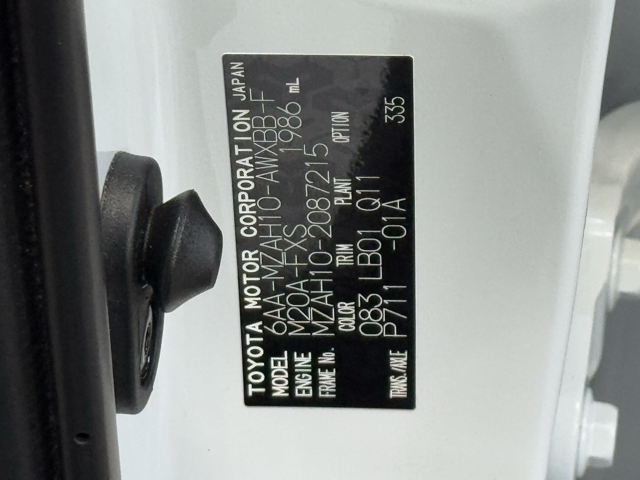 TOYOTA MOTOR CORPORATION JAPAN
MODEL 6AA-MZAH10-AWXBB-F
ENGINE M20A-FXS 1986 mL
FRAME No. MZAH10-2087215
COLOR TRIM PLANT OPTION
083 LB01 Q11 335
TRANS./AXLE P711 -01A
JAPAN